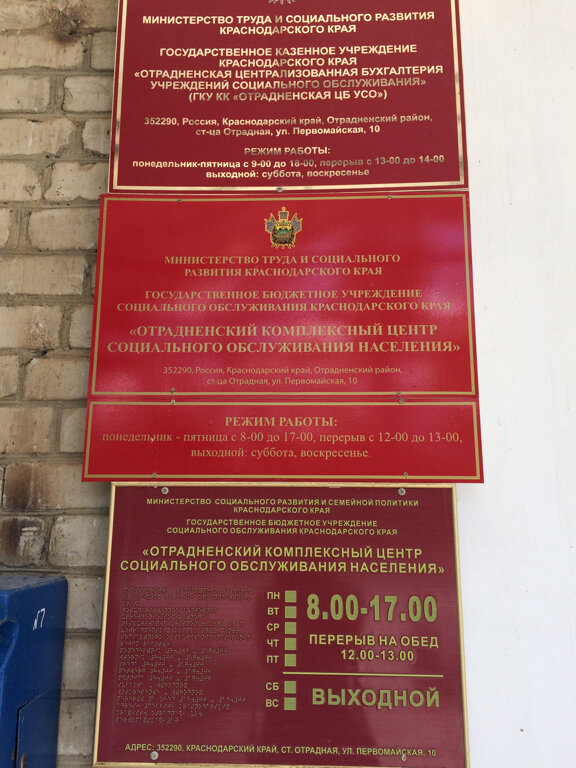 МИНИСТЕРСТВО ТРУДА И СОЦИАЛЬНОГО РАЗВИТИЯ
КРАСНОДАРСКОГО КРАЯ
ГОСУДАРСТВЕННОЕ КАЗЕННОЕ УЧРЕЖДЕНИЕ
КРАСНОДАРСКОГО КРАЯ
«ОТРАДНЕНСКАЯ ЦЕНТРАЛИЗОВАННАЯ БУХГАЛТЕРИЯ
УЧРЕЖДЕНИЙ СОЦИАЛЬНОГО ОБСЛУЖИВАНИЯ»
(ГКУ КК «ОТРАДНЕНСКАЯ ЦБ УСО»)
352290, Россия, Краснодарский край, Отрадненский район,
ст-ца Отрадная, ул. Первомайская, 10
РЕЖИМ РАБОТЫ:
понедельник-пятница с 9-00 до 18-00, перерыв с 13-00 до 14-00
выходной: суббота, воскресенье
МИНИСТЕРСТВО ТРУДА И СОЦИАЛЬНОГО
РАЗВИТИЯ КРАСНОДАРСКОГО КРАЯ
ГОСУДАРСТВЕННОЕ БЮДЖЕТНОЕ УЧРЕЖДЕНИЕ
СОЦИАЛЬНОГО ОБСЛУЖИВАНИЯ КРАСНОДАРСКОГО КРАЯ
«ОТРАДНЕНСКИЙ КОМПЛЕКСНЫЙ ЦЕНТР
СОЦИАЛЬНОГО ОБСЛУЖИВАНИЯ НАСЕЛЕНИЯ»
352290, Россия, Краснодарский край, Отрадненский район,
ст-ца Отрадная, ул. Первомайская, 10
РЕЖИМ РАБОТЫ:
понедельник - пятница с 8-00 до 17-00, перерыв с 12-00 до 13-00,
выходной: суббота, воскресенье.
МИНИСТЕРСТВО СОЦИАЛЬНОГО РАЗВИТИЯ И СЕМЕЙНОЙ ПОЛИТИКИ
КРАСНОДАРСКОГО КРАЯ
ГОСУДАРСТВЕННОЕ БЮДЖЕТНОЕ УЧРЕЖДЕНИЕ
СОЦИАЛЬНОГО ОБСЛУЖИВАНИЯ КРАСНОДАРСКОГО КРАЯ
«ОТРАДНЕНСКИЙ КОМПЛЕКСНЫЙ ЦЕНТР
СОЦИАЛЬНОГО ОБСЛУЖИВАНИЯ НАСЕЛЕНИЯ»
ПН
ВТ
СР
ЧТ
ПТ
8.00-17.00
ПЕРЕРЫВ НА ОБЕД
12.00-13.00
СБ
ВС
ВЫХОДНОЙ
АДРЕС: 352290, КРАСНОДАРСКИЙ КРАЙ, СТ. ОТРАДНАЯ, УЛ. ПЕРВОМАЙСКАЯ, 10